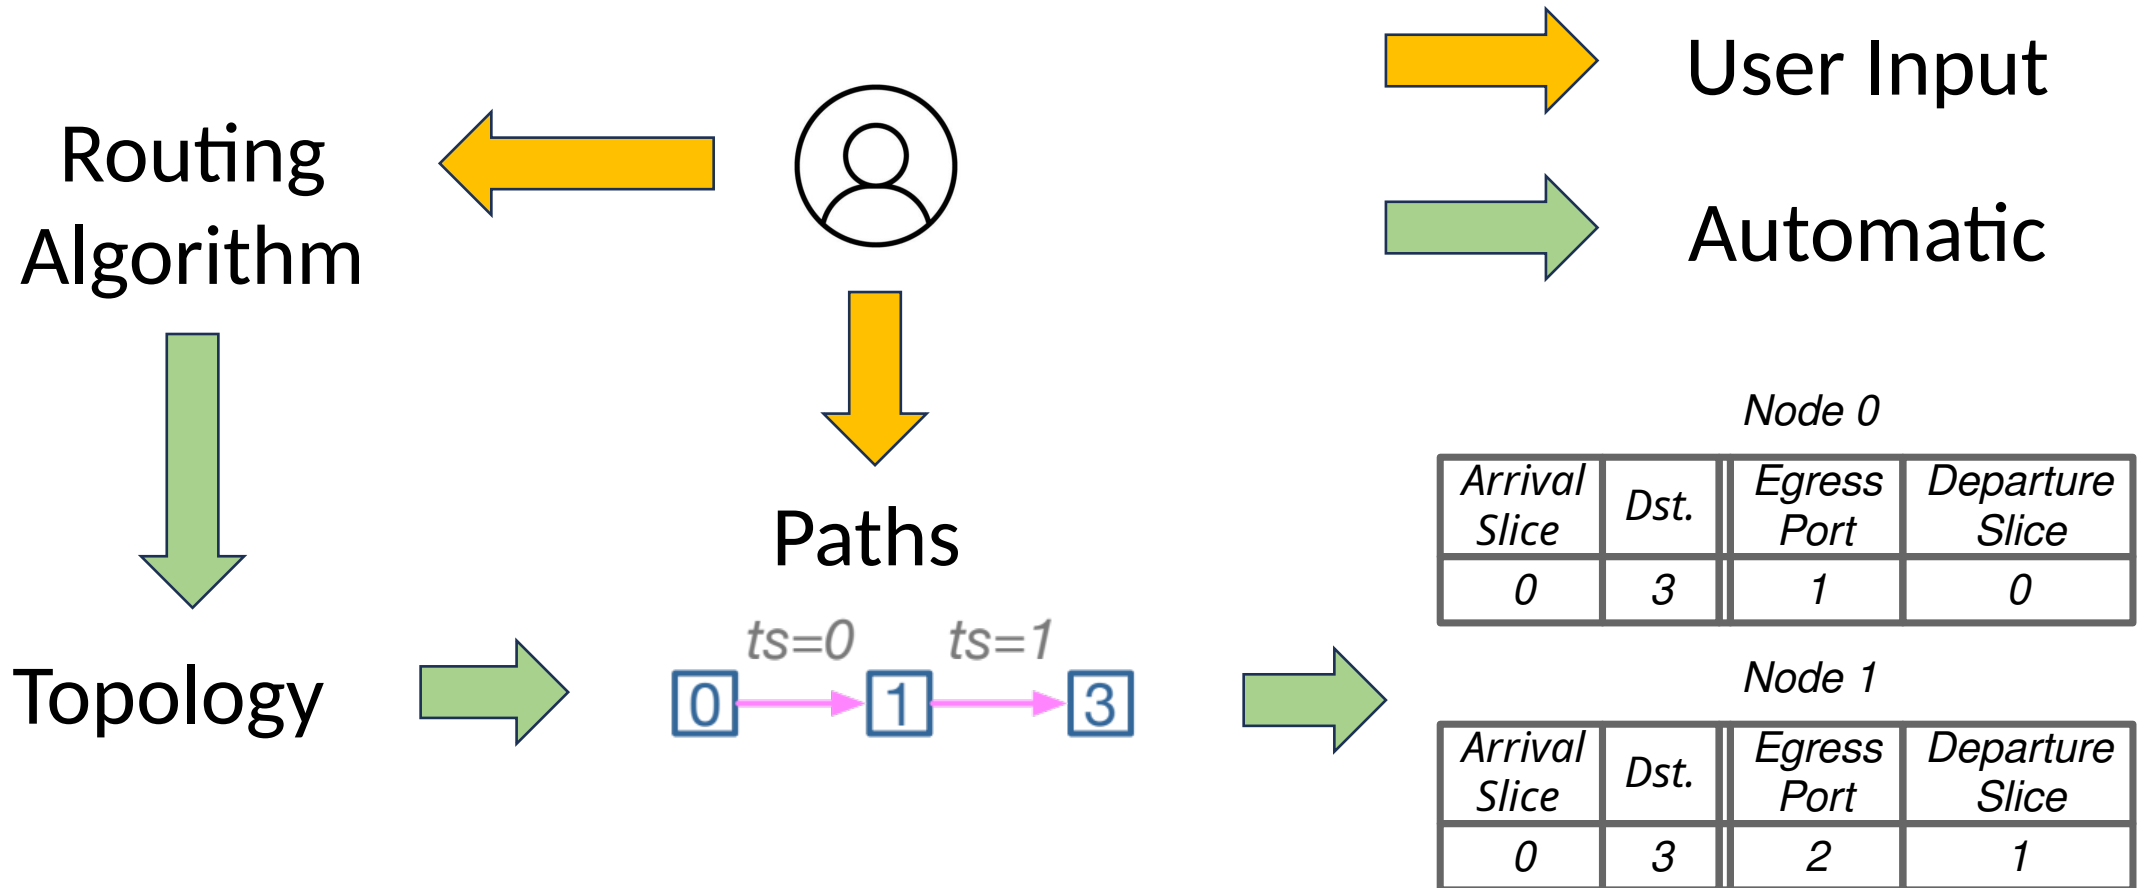 User Input
Automatic
Routing
Algorithm
Topology
Paths
ts=0 ts=1
0 1 3
Node 0
Arrival Slice Dst. Egress Port Departure Slice
0 3 1 0
Node 1
Arrival Slice Dst. Egress Port Departure Slice
0 3 2 1